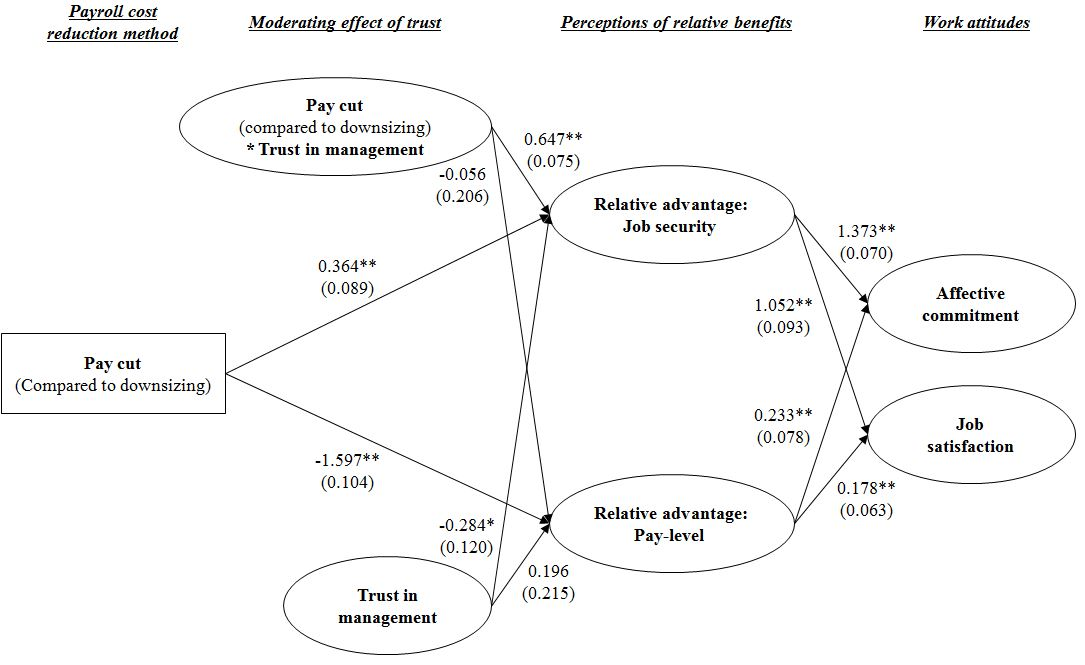 Payroll cost
reduction method
Moderating effect of trust
Perceptions of relative benefits
Work attitudes
Pay cut
(compared to downsizing)
* Trust in management
0.647**
(0.075)
-0.056
(0.206)
Relative advantage:
Job security
1.373**
(0.070)
0.364**
(0.089)
1.052**
(0.093)
Affective
commitment
Pay cut
(Compared to downsizing)
0.233**
(0.078)
Job
satisfaction
-1.597**
(0.104)
0.178**
(0.063)
-0.284*
(0.120)
Relative advantage:
Pay-level
0.196
(0.215)
Trust in
management